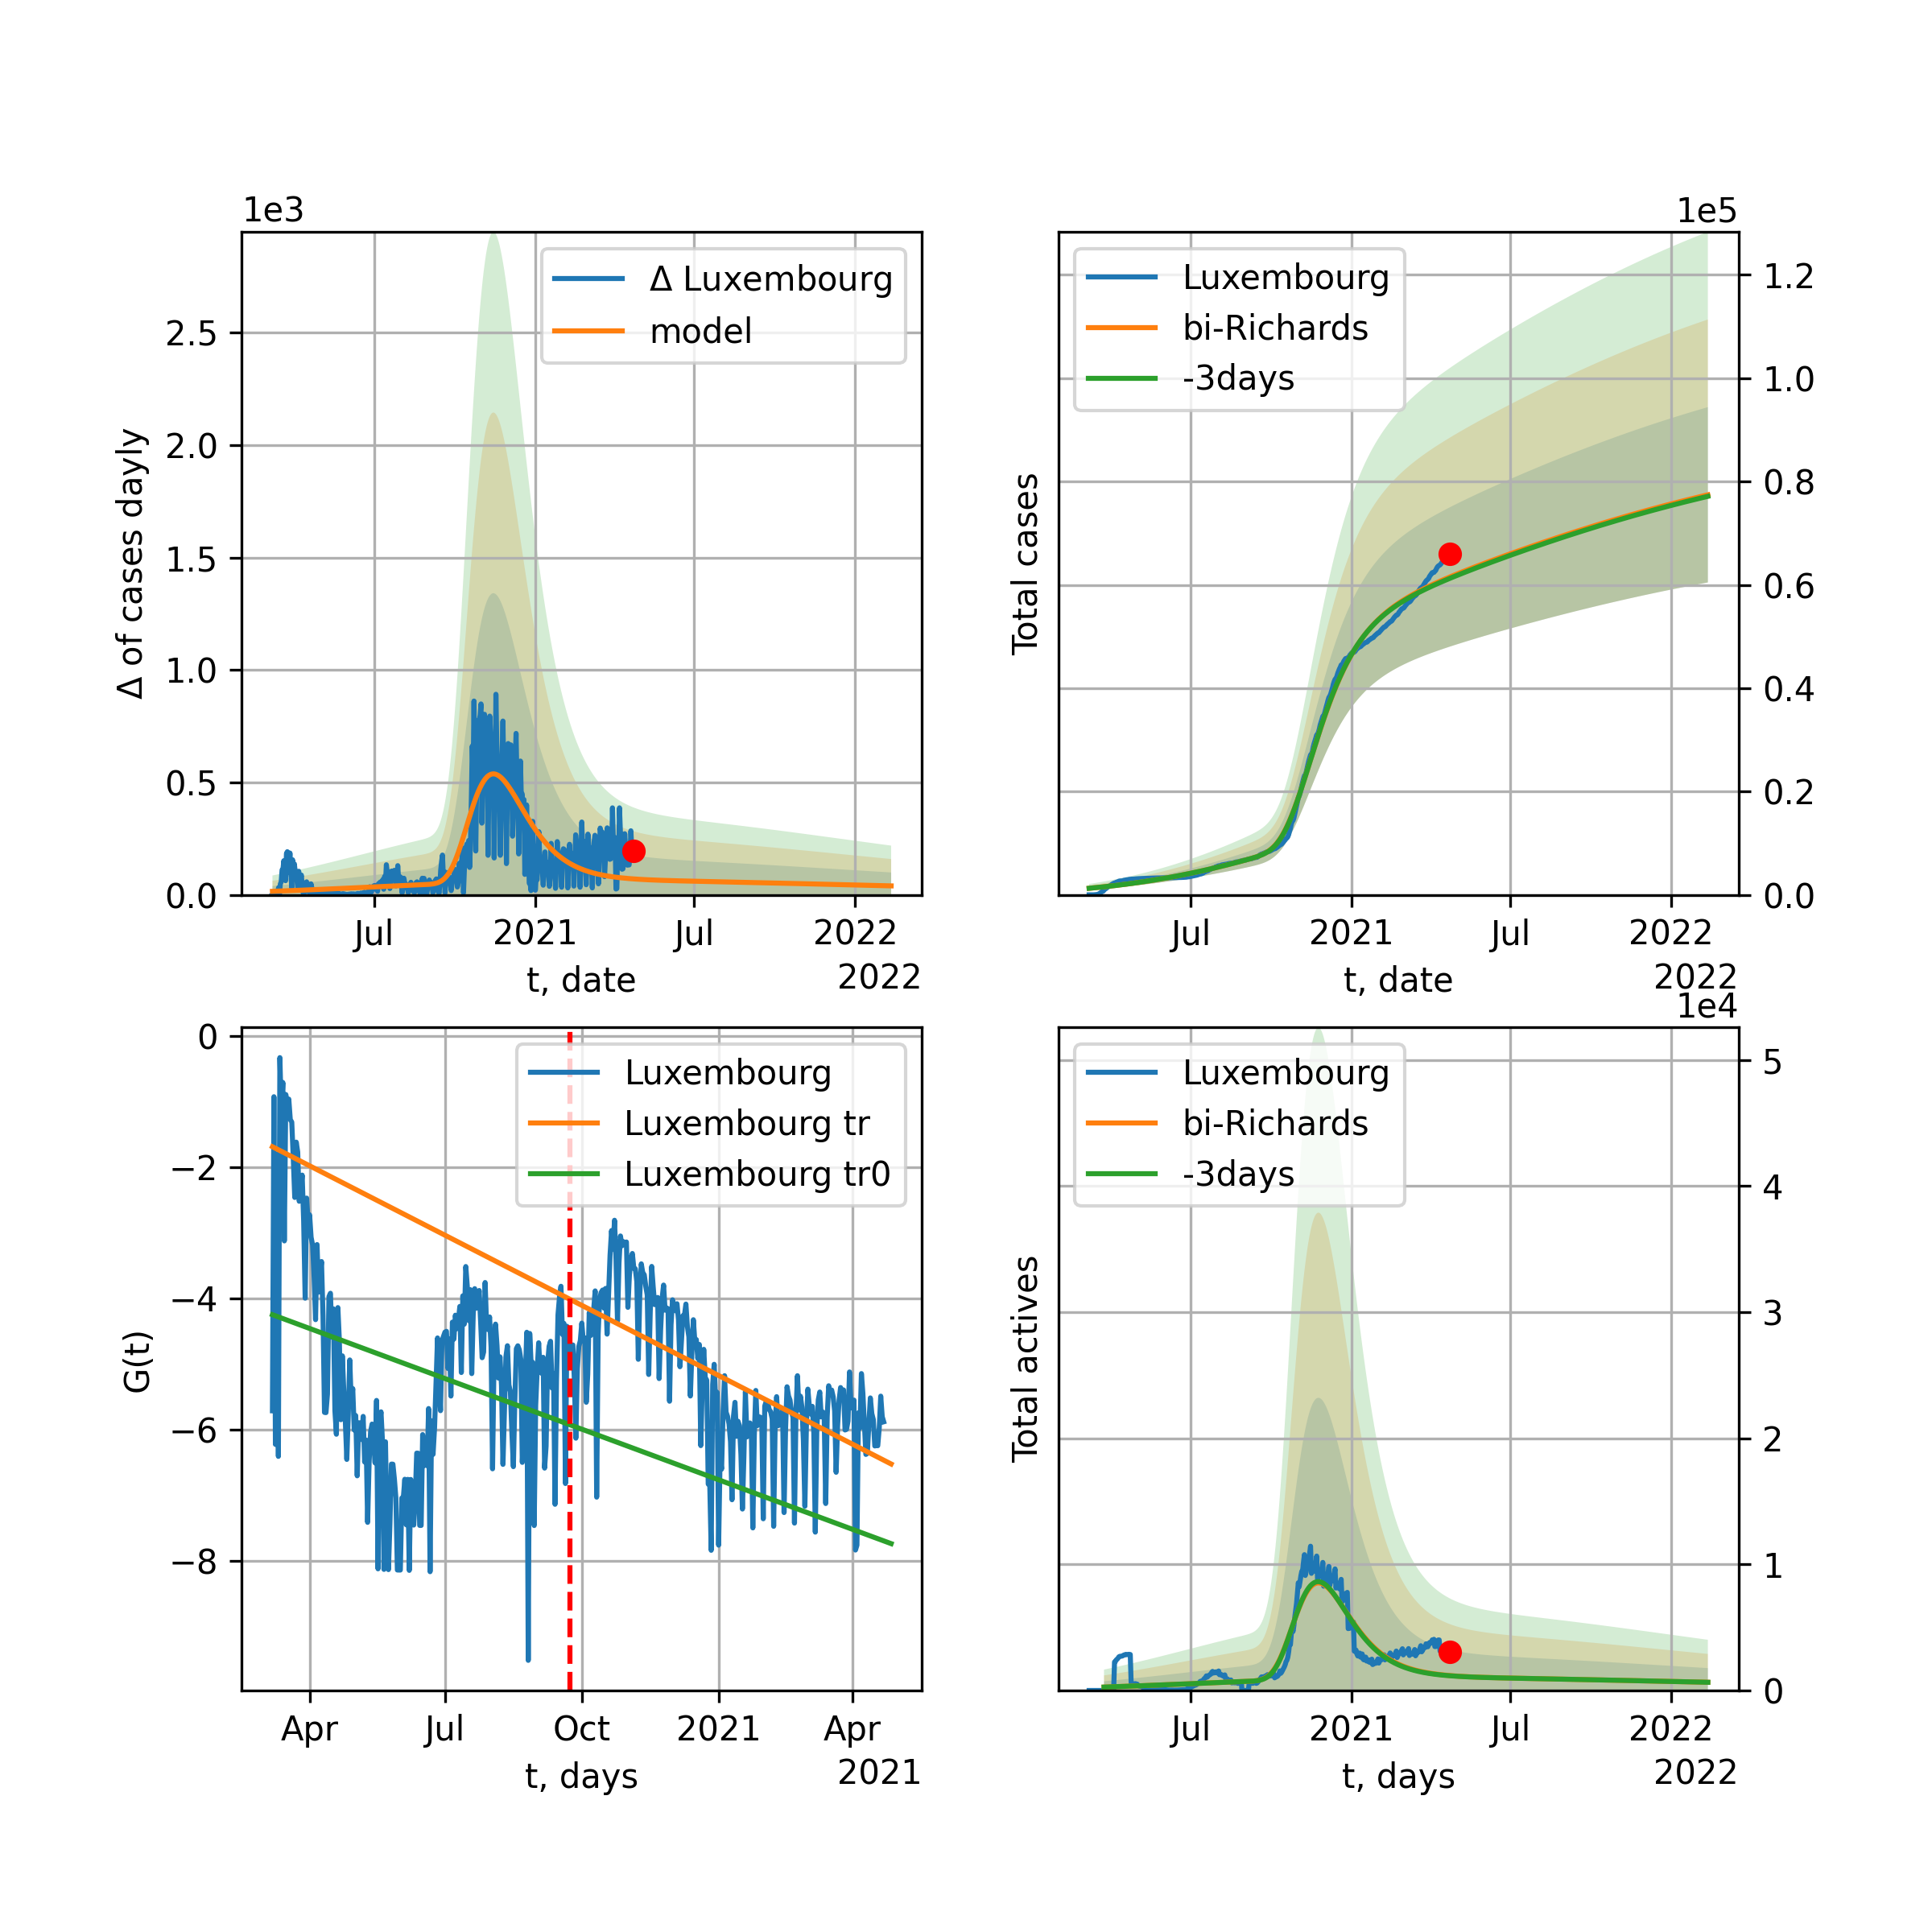 1e3
Δ Luxembourg
model
2.5
2.0
1.5
1.0
0.5
0.0
Δ of cases dayly
Jul
2021
Jul
2022
t, date
2022
1e5
Luxembourg
bi-Richards
-3days
1.2
1.0
0.8
0.6
0.4
0.2
0.0
Total cases
Jul
2021
Jul
2022
t, date
2022
Luxembourg
Luxembourg tr
Luxembourg tr0
0
−2
−4
−6
−8
G(t)
Apr
Jul
Oct
2021
Apr
t, days
2021
1e4
Luxembourg
bi-Richards
-3days
5
4
3
2
1
0
Total actives
Jul
2021
Jul
2022
t, days
2022